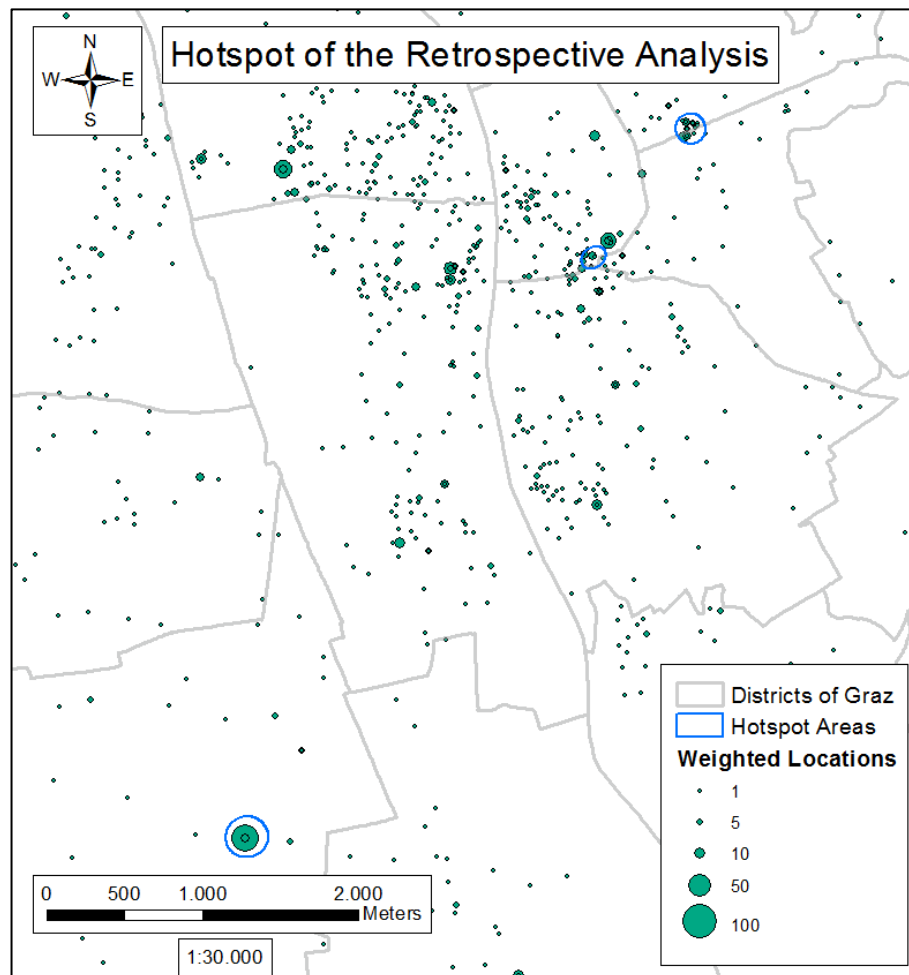 Hotspot of the Retrospective Analysis
N
W E
S
Districts of Graz
Hotspot Areas
Weighted Locations
1
5
10
50
100
0 500 1.000 2.000
Meters
1:30.000